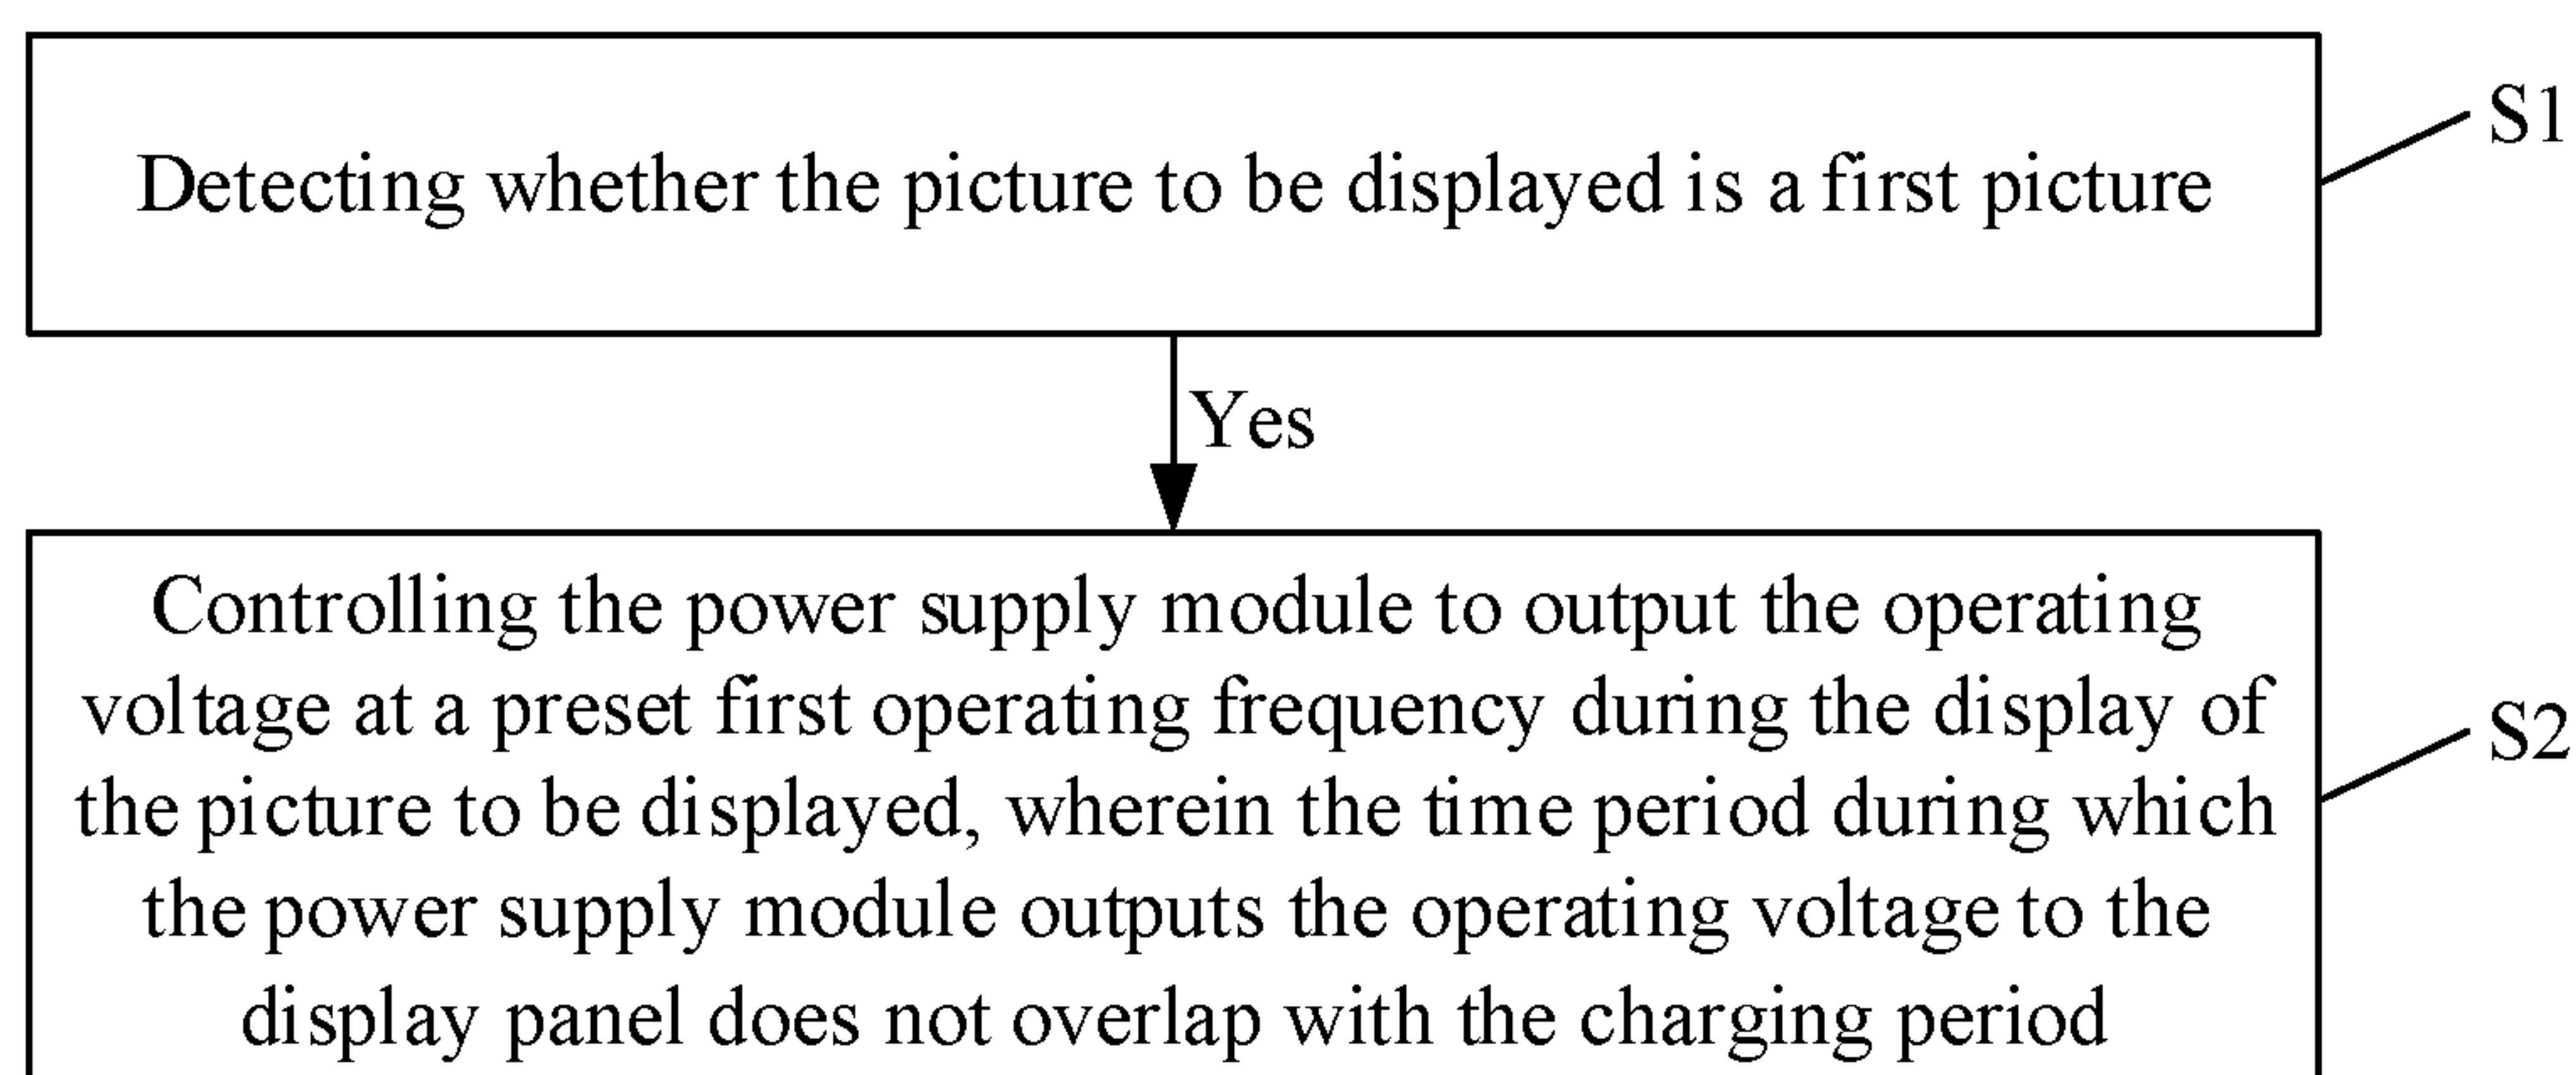 Detecting whether the picture to be displayed is a first picture
S1
Yes
Controlling the power supply module to output the operating
voltage at a preset first operating frequency during the display of
the picture to be displayed, wherein the time period during which
the power supply module outputs the operating voltage to the
display panel does not overlap with the charging period
S2